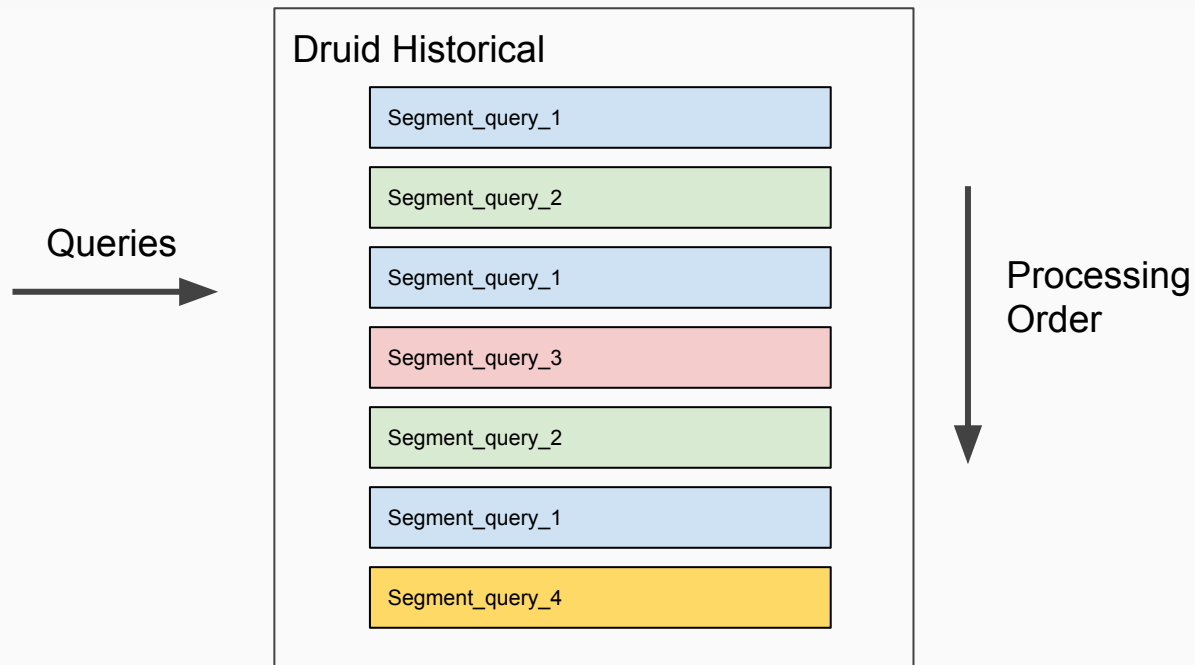 Druid Historical
Segment_query_1
Segment_query_2
Queries
Segment_query_1
Processing
Order
Segment_query_3
Segment_query_2
Segment_query_1
Segment_query_4